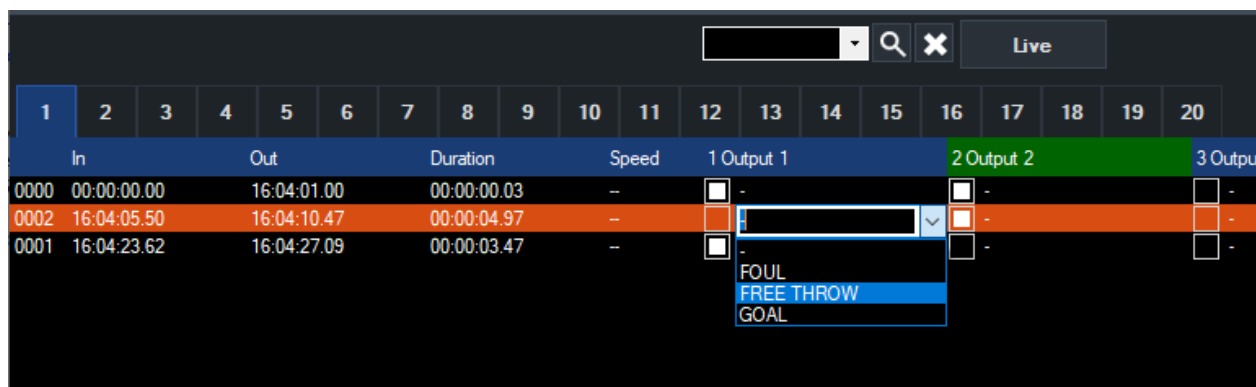 Live
1 2 3 4 5 6 7 8 9 10 11 12 13 14 15 16 17 18 19 20
In Out Duration Speed 1 Output 1 2 Output 2 3 Outpu
0000 00:00:00.00 16:04:01.00 00:00:00.03 -- - -
0002 16:04:05.50 16:04:10.47 00:00:04.97 -- - - -
0001 16:04:23.62 16:04:27.09 00:00:03.47 -- - -
-
FOUL
FREE THROW
GOAL